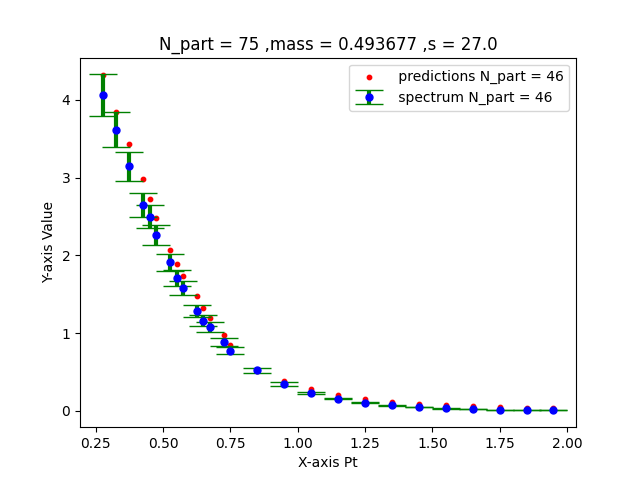 N_part = 75 ,mass = 0.493677 ,s = 27.0
predictions N_part = 46
spectrum N_part = 46
Y-axis Value
4
3
2
1
0
0.25 0.50 0.75 1.00 1.25 1.50 1.75 2.00
X-axis Pt